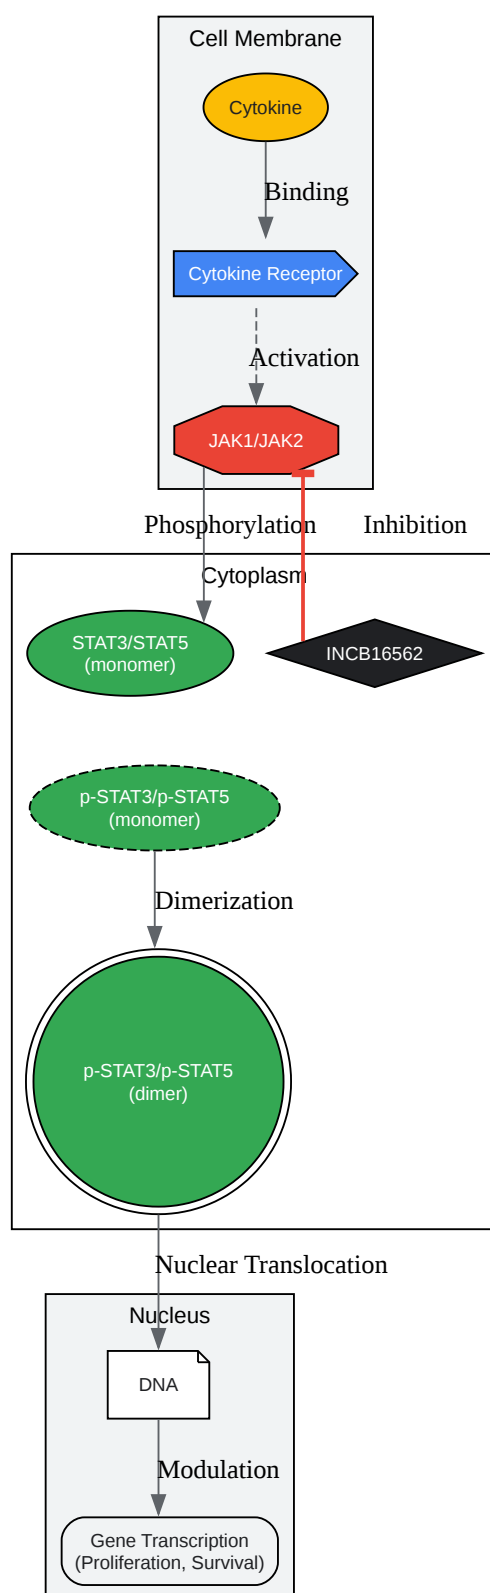 Cell Membrane
Cytokine
Binding
Cytokine Receptor
Activation
JAK1/JAK2
Phosphorylation
Inhibition
Cytoplasm
STAT3/STAT5
(monomer)
INCB16562
p-STAT3/p-STAT5
(monomer)
Dimerization
p-STAT3/p-STAT5
(dimer)
Nuclear Translocation
Nucleus
DNA
Modulation
Gene Transcription
(Proliferation, Survival)